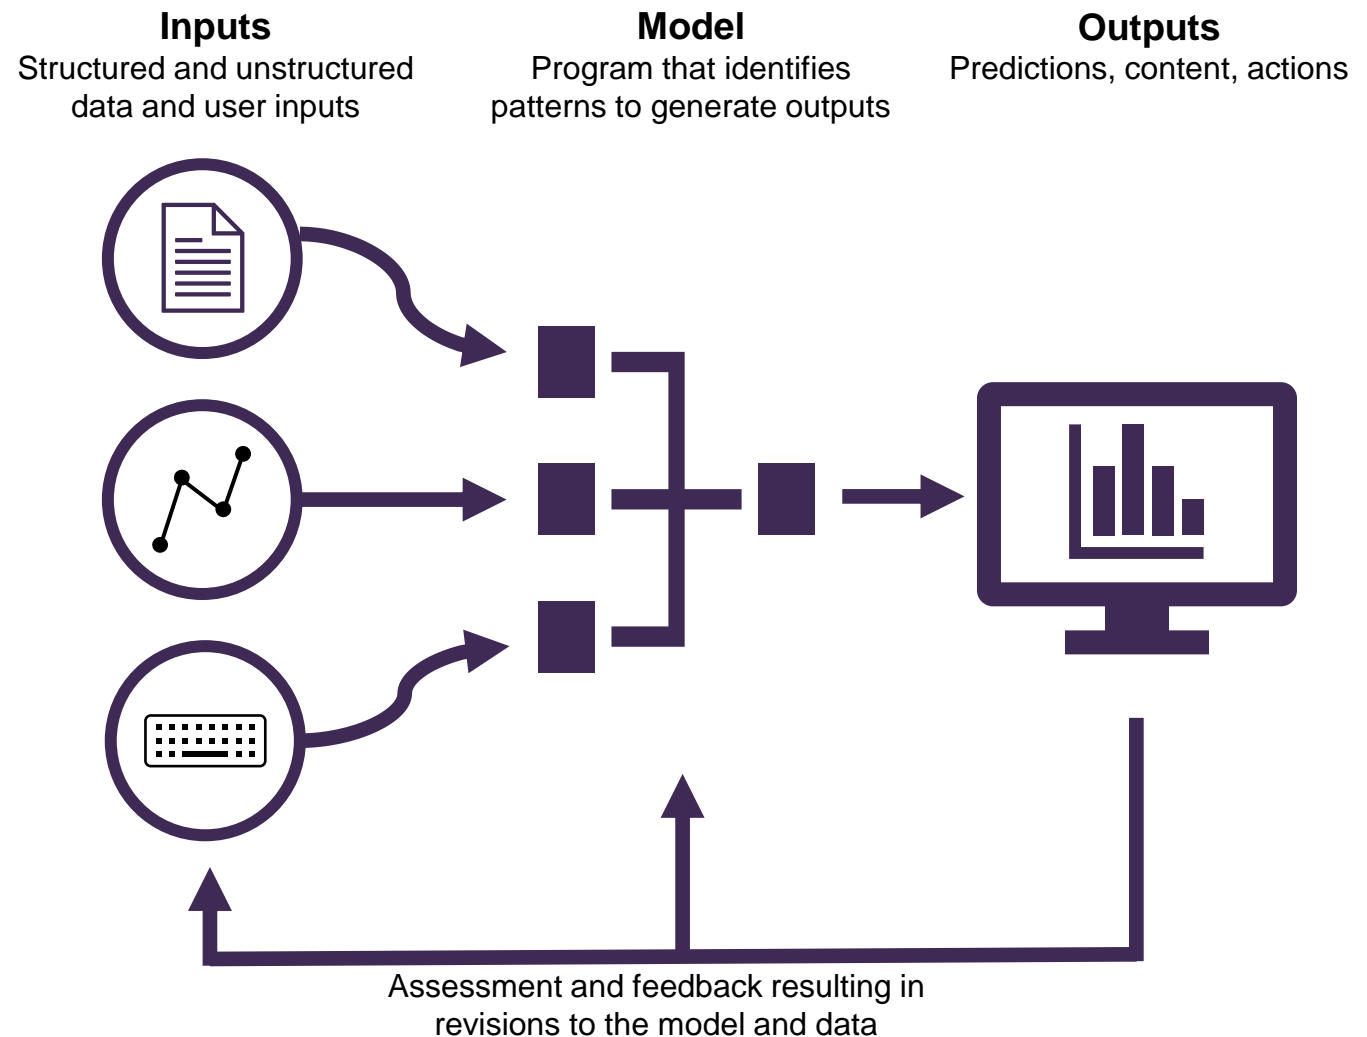 Inputs
Structured and unstructured
data and user inputs
Model
Program that identifies
patterns to generate outputs
Outputs
Predictions, content, actions
Assessment and feedback resulting in
revisions to the model and data